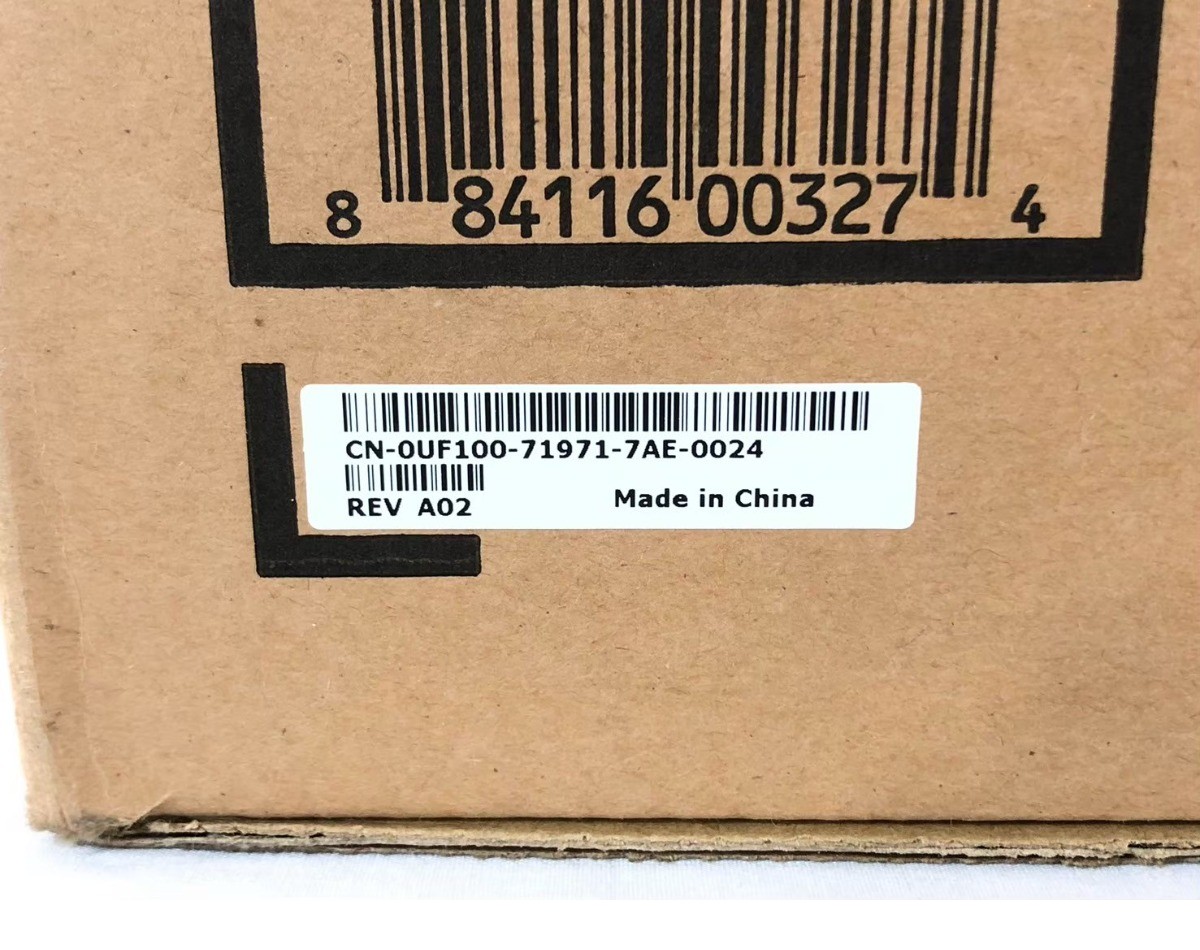 8 84116 00327 4
CN-0UF100-71971-7AE-0024
REV A02 Made in China